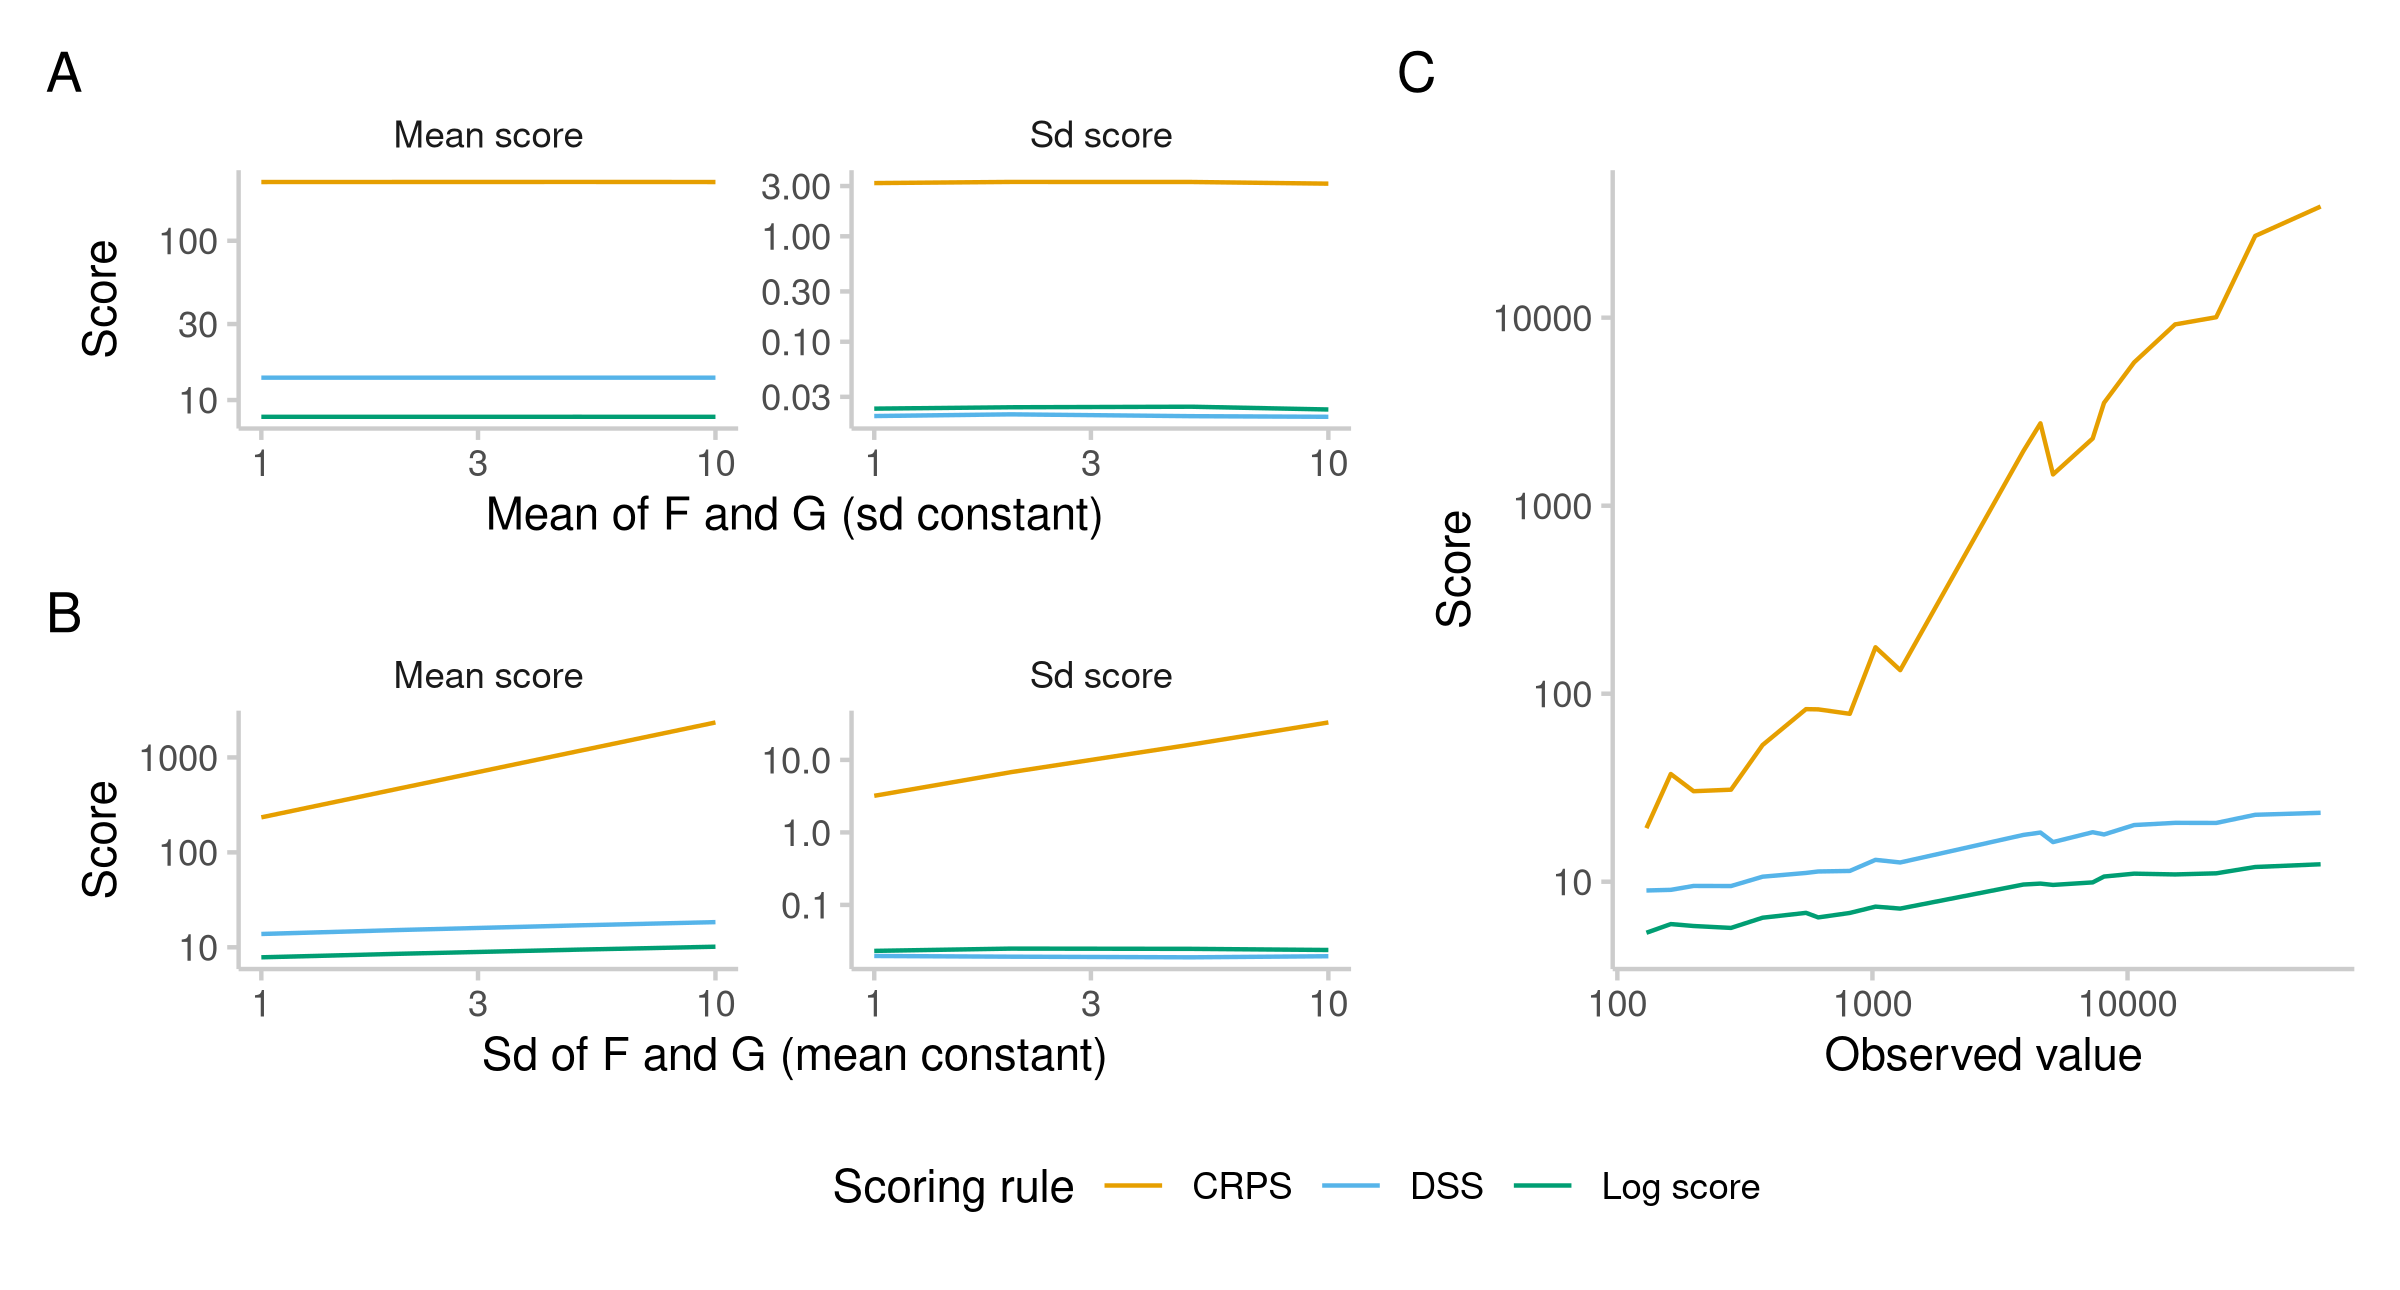 A
Mean score
Sd score
Score
100
30
10
3.00
1.00
0.30
0.10
0.03
1 3 10
1 3 10
Mean of F and G (sd constant)
B
Mean score
Sd score
Score
1000
100
10
10.0
1.0
0.1
1 3 10
1 3 10
Sd of F and G (mean constant)
C
Score
10000
1000
100
10
100 1000 10000
Observed value
Scoring rule CRPS DSS Log score